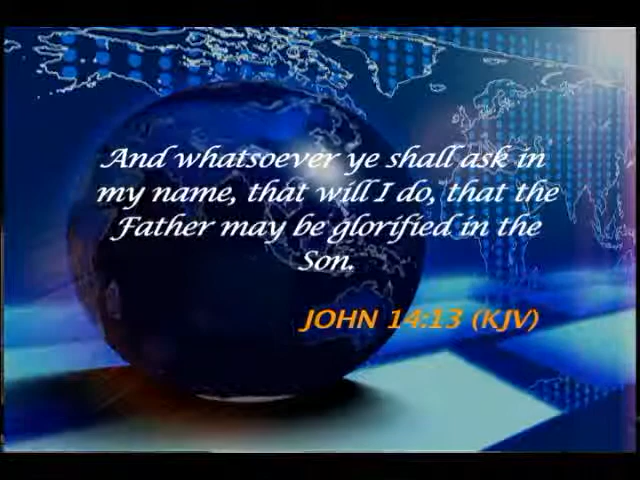 And whatsoever ye shall ask in
my name, that will I do, that the
Father may be glorified in the
Son.
JOHN 14:13 (KJV)